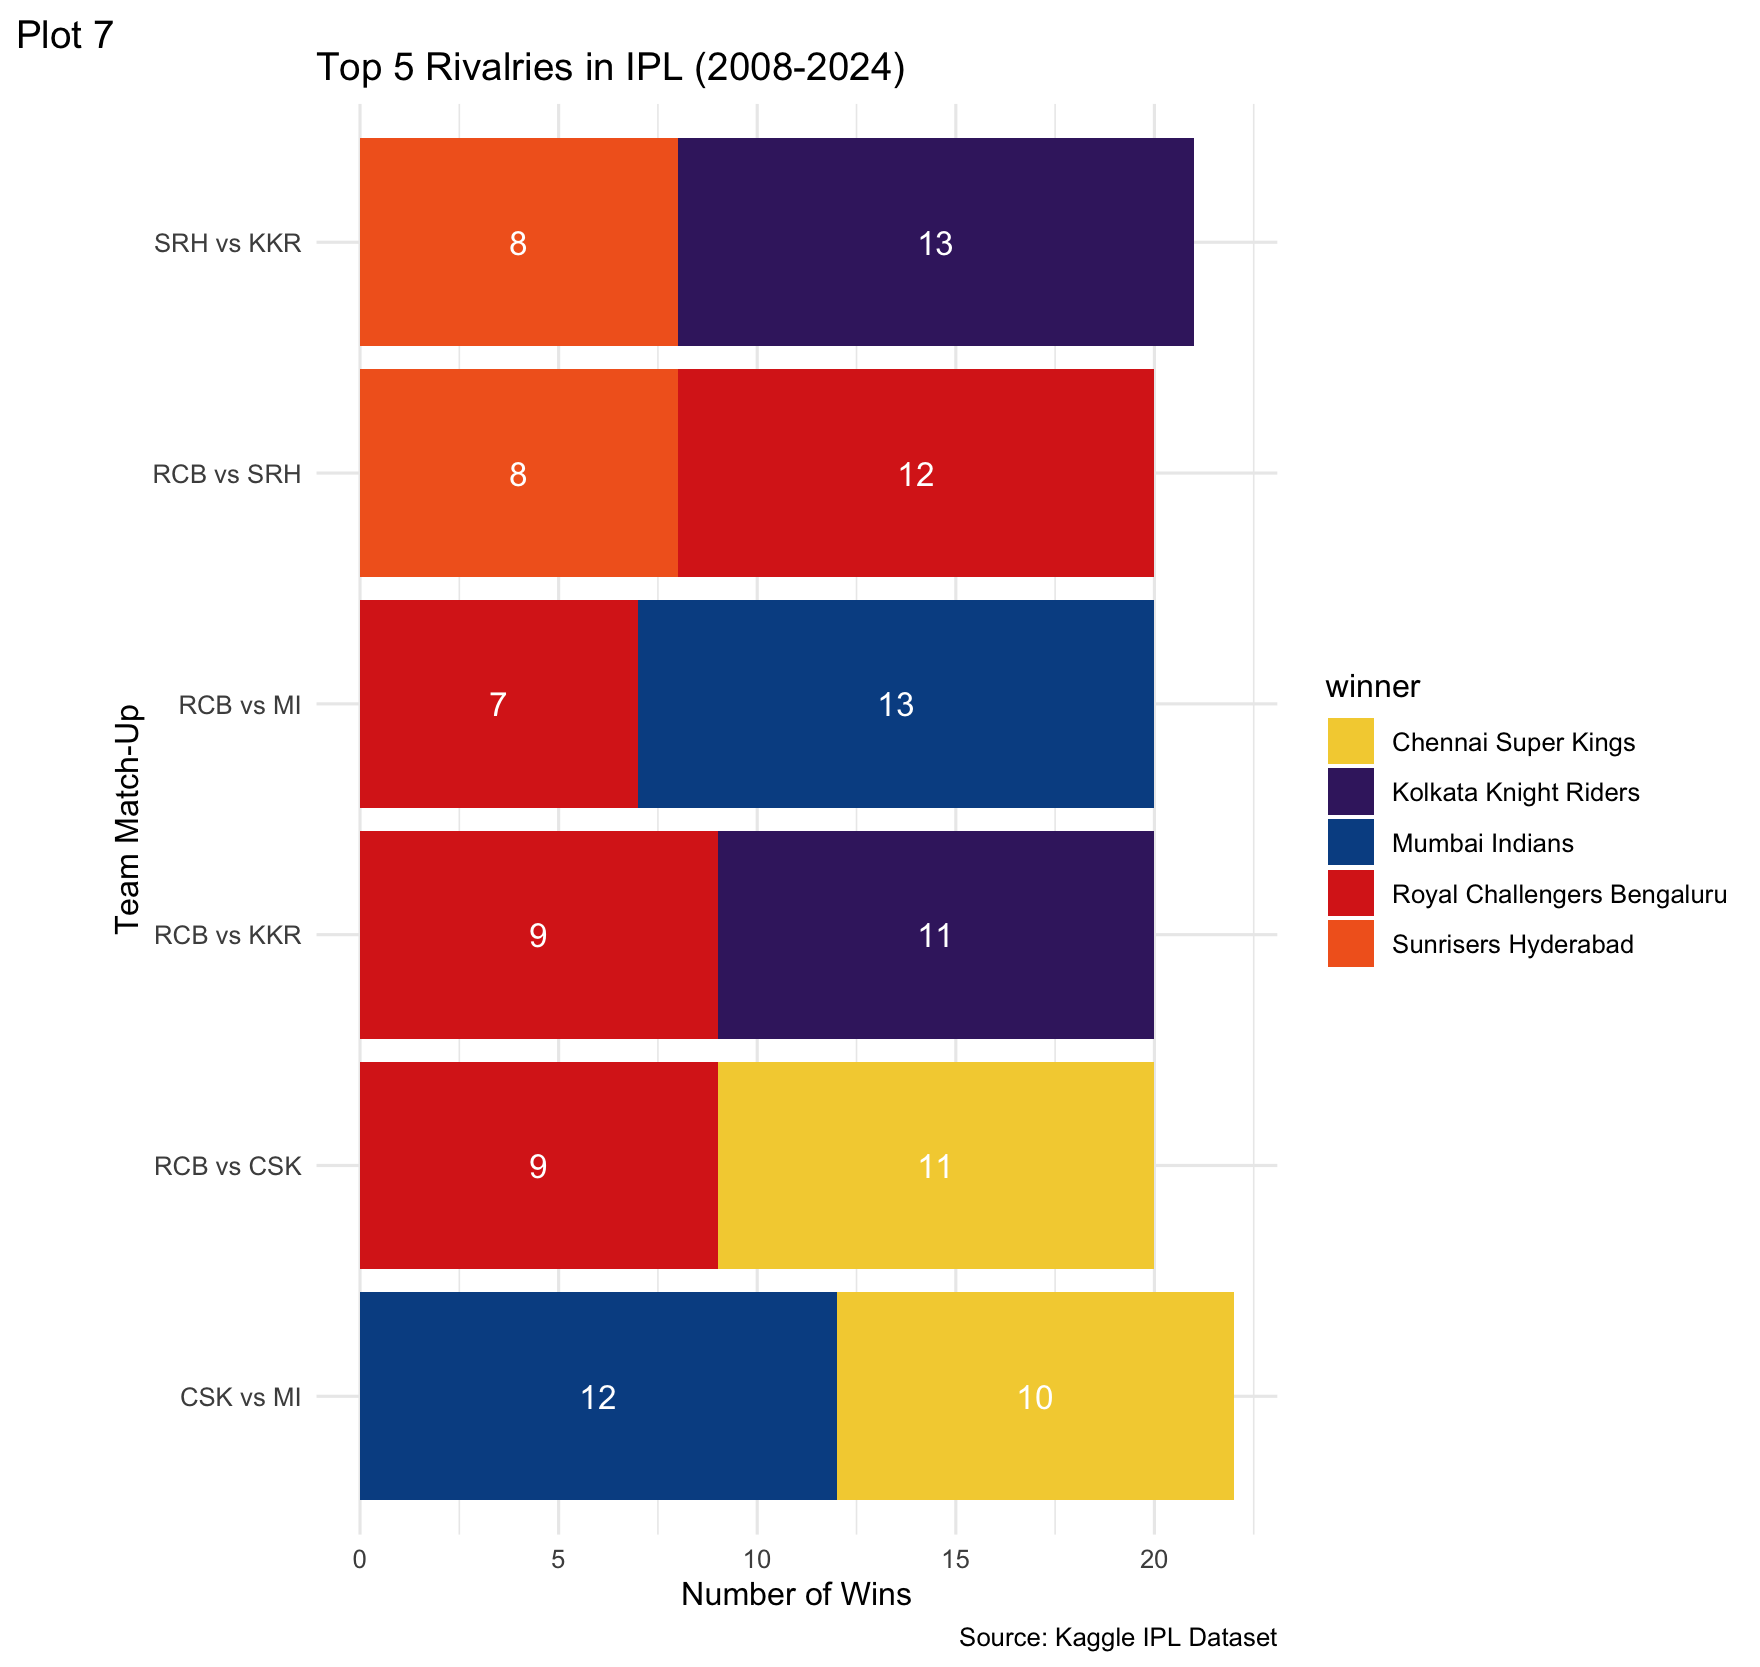 Plot 7
Top 5 Rivalries in IPL (2008-2024)
SRH vs KKR
8
13
RCB vs SRH
8
12
RCB vs MI
7
13
RCB vs KKR
9
11
RCB vs CSK
9
11
CSK vs MI
12
10
Team Match-Up
0 5 10 15 20
Number of Wins
winner
Chennai Super Kings
Kolkata Knight Riders
Mumbai Indians
Royal Challengers Bengaluru
Sunrisers Hyderabad
Source: Kaggle IPL Dataset